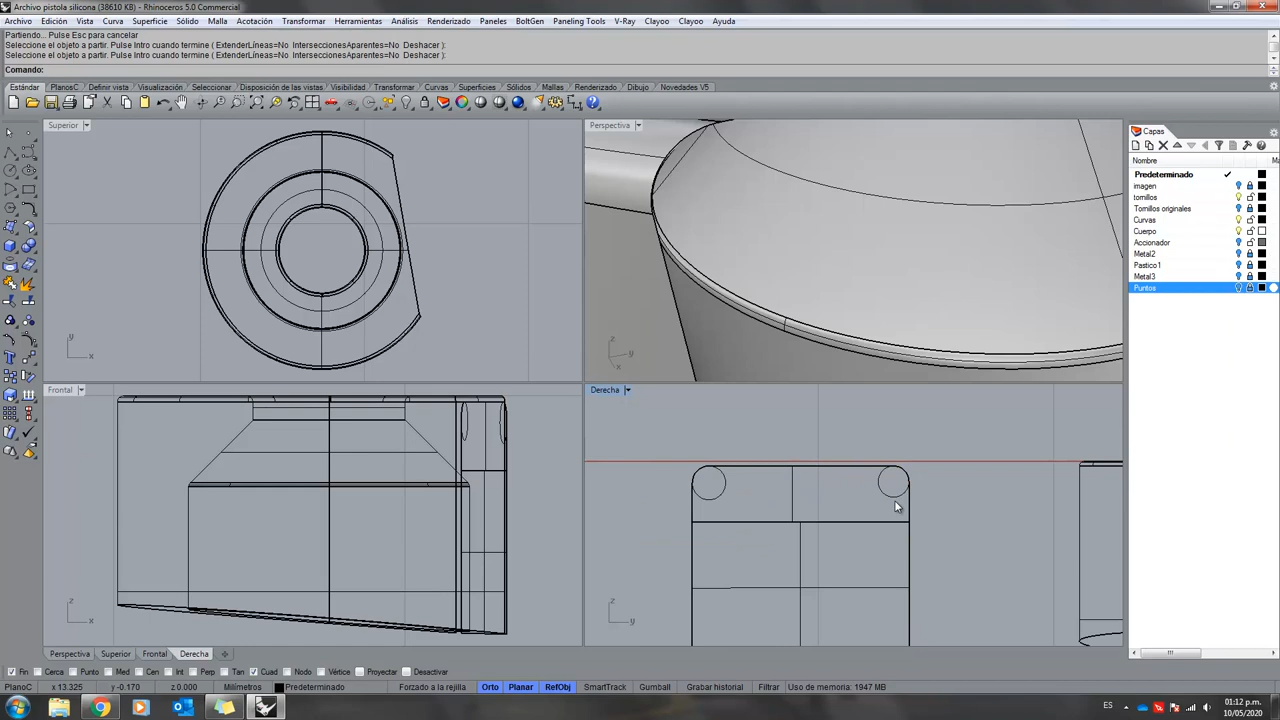 Archivo pistola silicona (38610 KB) - Rhinoceros 5.0 Commercial
Archivo Edición Vista Curva Superficie Sólido Malla Acotación Transformar Herramientas Análisis Renderizado Paneles BoltGen Paneling Tools V-Ray Clayoo Clayoo Ayuda
Partiendo... Pulse Esc para cancelar
Seleccione el objeto a partir. Pulse Intro cuando termine ( ExtenderLíneas=No InterseccionesAparentes=No Deshacer ):
Seleccione el objeto a partir. Pulse Intro cuando termine ( ExtenderLíneas=No InterseccionesAparentes=No Deshacer ):
Comando:
Estándar PlanosC Definir vista Visualización Seleccionar Disposición de las vistas Visibilidad Transformar Curvas Superficies Sólidos Mallas Renderizado Dibujo Novedades V5
Superior
Perspectiva
Capas
Nombre
Predeterminado
imagen
tornillos
Tornillos originales
Curvas
Cuerpo
Accionador
Metal2
Pastico1
Metal3
Puntos
y
x
z
y
x
Frontal
Derecha
z
x
z
y
Perspectiva Superior Frontal Derecha
Fin Cerca Punto Med Cen Int Perp Tan Cuad Nodo Vértice Proyectar Desactivar
PlanoC x 13.325 y -0.170 z 0.000 Milímetros Predeterminado Forzado a la rejilla Orto Planar RefObj SmartTrack Gumball Grabar historial Filtrar Uso de memoria: 1947 MB
ES 01:12 p.m.
10/05/2020